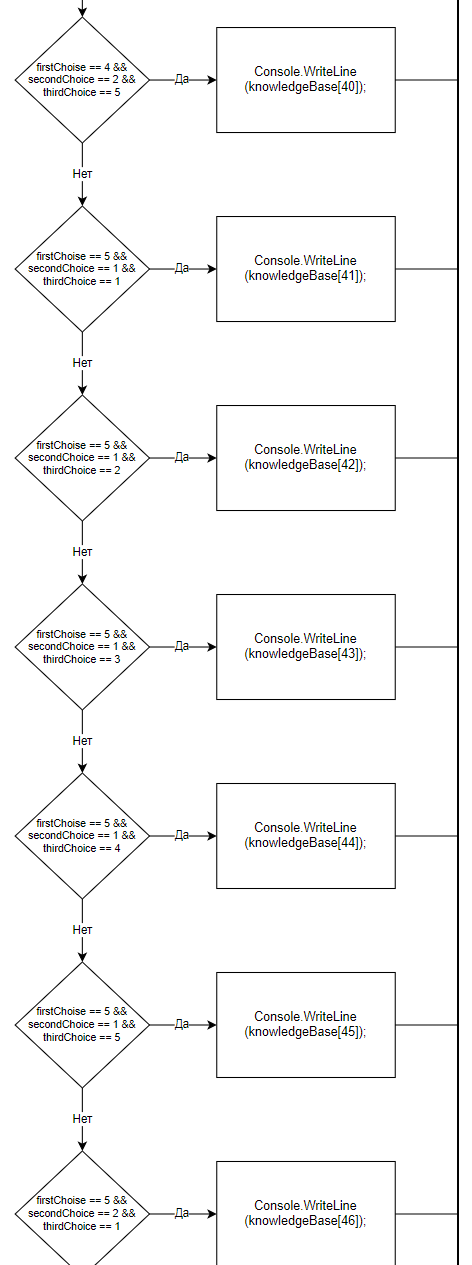 firstChoise == 4 &&
secondChoice == 2 &&
thirdChoice == 5
Да
Console.WriteLine
(knowledgeBase[40]);
Нет
firstChoise == 5 &&
secondChoice == 1 &&
thirdChoice == 1
Да
Console.WriteLine
(knowledgeBase[41]);
Нет
firstChoise == 5 &&
secondChoice == 1 &&
thirdChoice == 2
Да
Console.WriteLine
(knowledgeBase[42]);
Нет
firstChoise == 5 &&
secondChoice == 1 &&
thirdChoice == 3
Да
Console.WriteLine
(knowledgeBase[43]);
Нет
firstChoise == 5 &&
secondChoice == 1 &&
thirdChoice == 4
Да
Console.WriteLine
(knowledgeBase[44]);
Нет
firstChoise == 5 &&
secondChoice == 1 &&
thirdChoice == 5
Да
Console.WriteLine
(knowledgeBase[45]);
Нет
firstChoise == 5 &&
secondChoice == 2 &&
thirdChoice == 1
Да
Console.WriteLine
(knowledgeBase[46]);